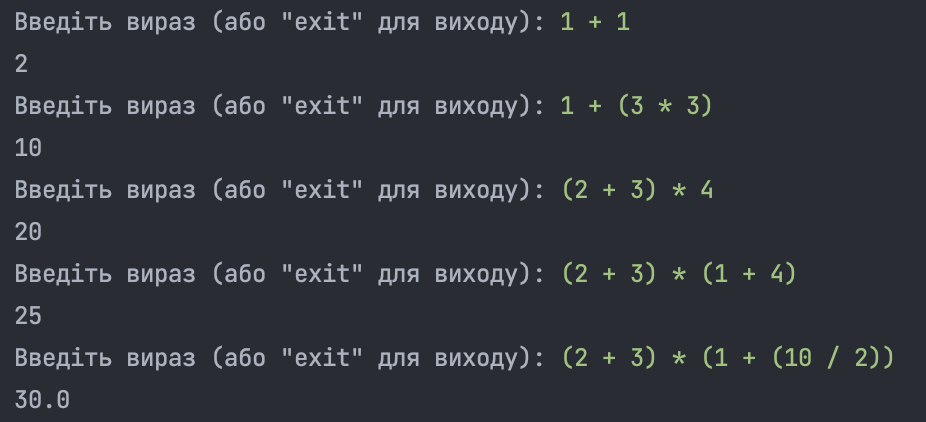 Введіть вираз (або "exit" для виходу): 1 + 1
2
Введіть вираз (або "exit" для виходу): 1 + (3 * 3)
10
Введіть вираз (або "exit" для виходу): (2 + 3) * 4
20
Введіть вираз (або "exit" для виходу): (2 + 3) * (1 + 4)
25
Введіть вираз (або "exit" для виходу): (2 + 3) * (1 + (10 / 2))
30.0